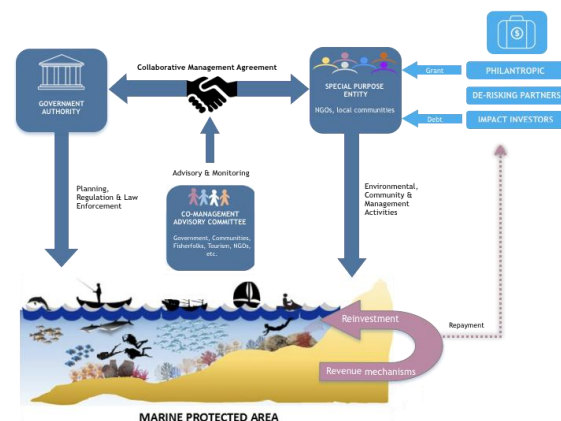 Collaborative Management Agreement
GOVERNMENT
AUTHORITY
SPECIAL PURPOSE
ENTITY
NGOs, local communities
$
Grant
PHILANTROPIC
DE-RISKING PARTNERS
Debt
IMPACT INVESTORS
Advisory & Monitoring
Planning,
Regulation & Law
Enforcement
CO-MANAGEMENT
ADVISORY COMMITTEE
Government, Communities,
Fisherfolks, Tourism, NGOs,
etc.
Environmental,
Community &
Management
Activities
Reinvestment
Repayment
Revenue mechanisms
MARINE PROTECTED AREA